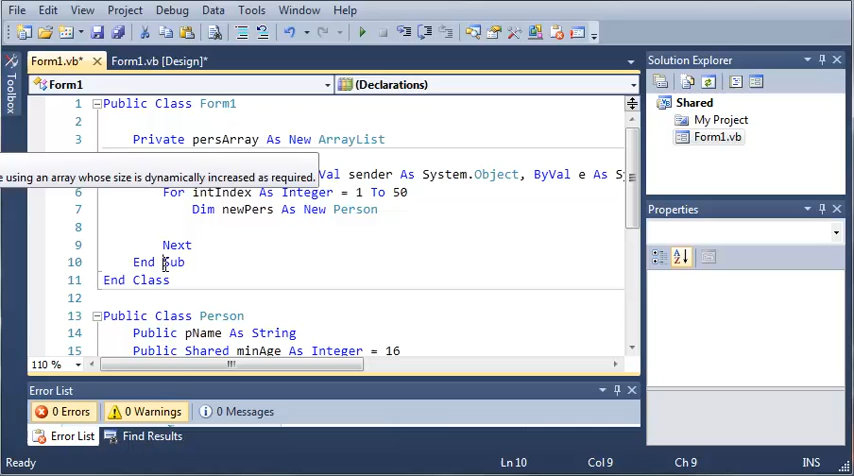 File Edit View Project Debug Data Tools Window Help
Form1.vb* Form1.vb [Design]* Solution Explorer
Form1 (Declarations)
Toolbox
1 Public Class Form1
2
3 Private persArray As New ArrayList
e using an array whose size is dynamically increased as required. Val sender As System.Object, ByVal e As Sy
6 For intIndex As Integer = 1 To 50
7 Dim newPers As New Person
8
9 Next
10 End Sub
11 End Class
12
13 Public Class Person
14 Public pName As String
15 Public Shared minAge As Integer = 16
110 %
Shared
My Project
Form1.vb
Properties
Error List
0 Errors 0 Warnings 0 Messages
Error List Find Results
Ready Ln 10 Col 9 Ch 9 INS